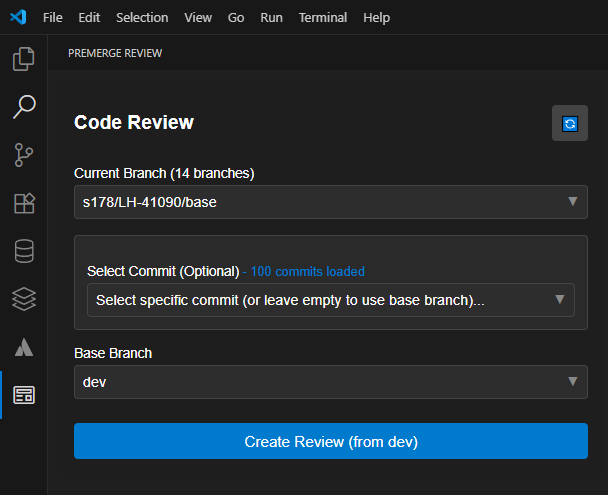 File Edit Selection View Go Run Terminal Help
PREMERGE REVIEW
Code Review
Current Branch (14 branches)
s178/LH-41090/base
Select Commit (Optional) - 100 commits loaded
Select specific commit (or leave empty to use base branch)...
Base Branch
dev
Create Review (from dev)